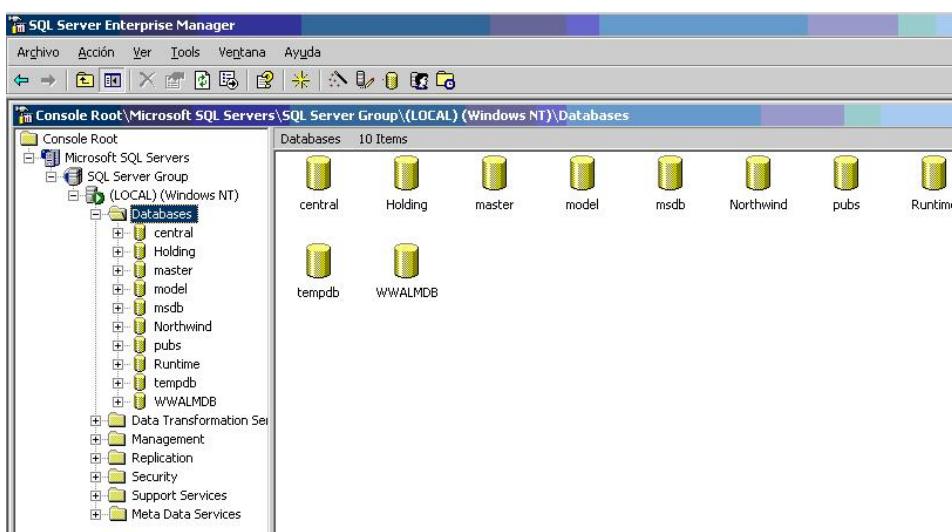 SQL Server Enterprise Manager
Archivo Acción Ver Tools Ventana Ayuda
Console Root\Microsoft SQL Servers\SQL Server Group\(LOCAL) (Windows NT)\Databases
Console Root
Microsoft SQL Servers
SQL Server Group
(LOCAL) (Windows NT)
Databases
central
Holding
master
model
msdb
Northwind
pubs
Runtime
tempdb
WWALMDB
Data Transformation Ser
Management
Replication
Security
Support Services
Meta Data Services
Databases 10 Items
central Holding master model msdb Northwind pubs Runtime
tempdb WWALMDB